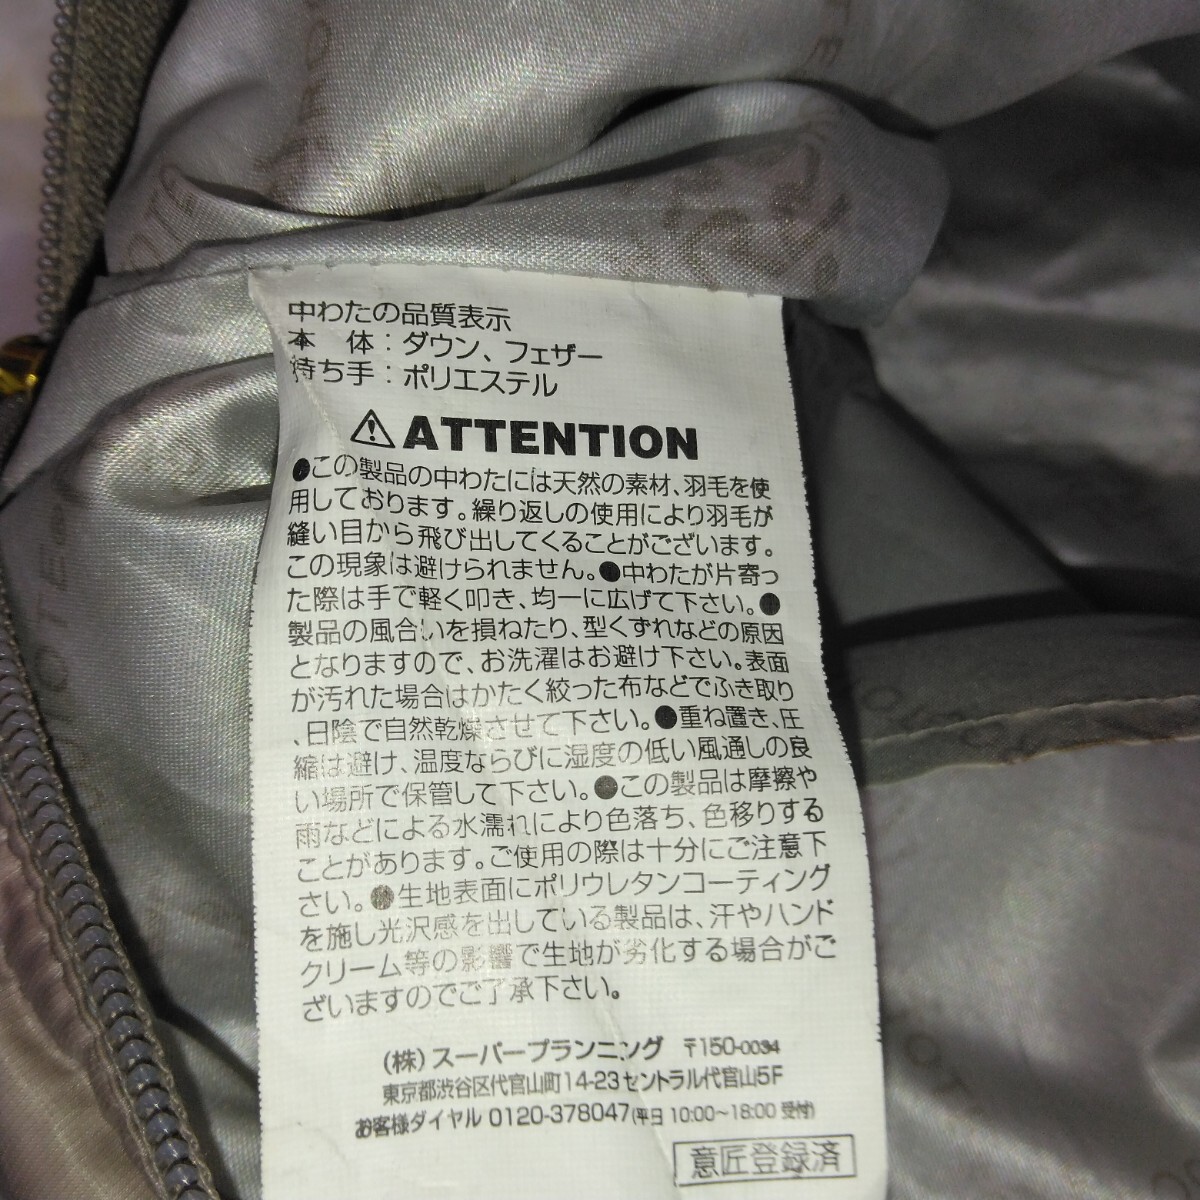 中わたの品質表示
本　体：ダウン、フェザー
持ち手：ポリエステル
⚠ATTENTION
●この製品の中わたには天然の素材、羽毛を使
用しております。繰り返しの使用により羽毛が
縫い目から飛び出してくることがございます。
この現象は避けられません。●中わたが片寄っ
た際は手で軽く叩き、均一に広げて下さい。●
製品の風合いを損ねたり、型くずれなどの原因
となりますので、お洗濯はお避け下さい。表面
が汚れた場合はかたく絞った布などでふき取り
、日陰で自然乾燥させて下さい。●重ね置き、圧
縮は避け、温度ならびに湿度の低い風通しの良
い場所で保管して下さい。●この製品は摩擦や
雨などによる水濡れにより色落ち、色移りする
ことがあります。ご使用の際は十分にご注意下
さい。●生地表面にポリウレタンコーティング
を施し光沢感を出している製品は、汗やハンド
クリーム等の影響で生地が劣化する場合がご
ざいますのでご了承下さい。
(株)スーパープランニング　〒150-0034
東京都渋谷区代官山町14-23セントラル代官山5F
お客様ダイヤル 0120-378047(平日 10:00〜18:00 受付)
意匠登録済